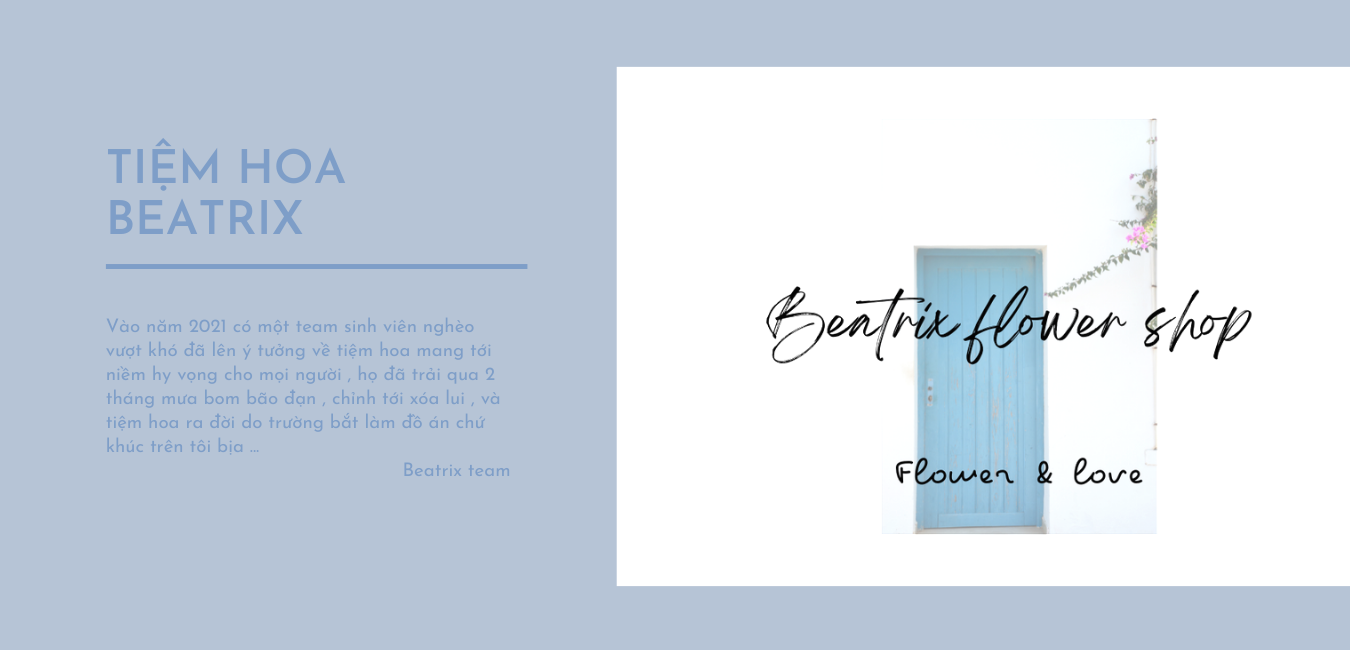 TIỆM HOA
BEATRIX
Vào năm 2021 có một team sinh viên nghèo
vượt khó đã lên ý tưởng về tiệm hoa mang tới
niềm hy vọng cho mọi người , họ đã trải qua 2
tháng mưa bom bão đạn , chỉnh tới xóa lui , và
tiệm hoa ra đời do trường bắt làm đồ án chứ
khúc trên tôi bịa ...
Beatrix team
Beatrix flower shop
Flower & love